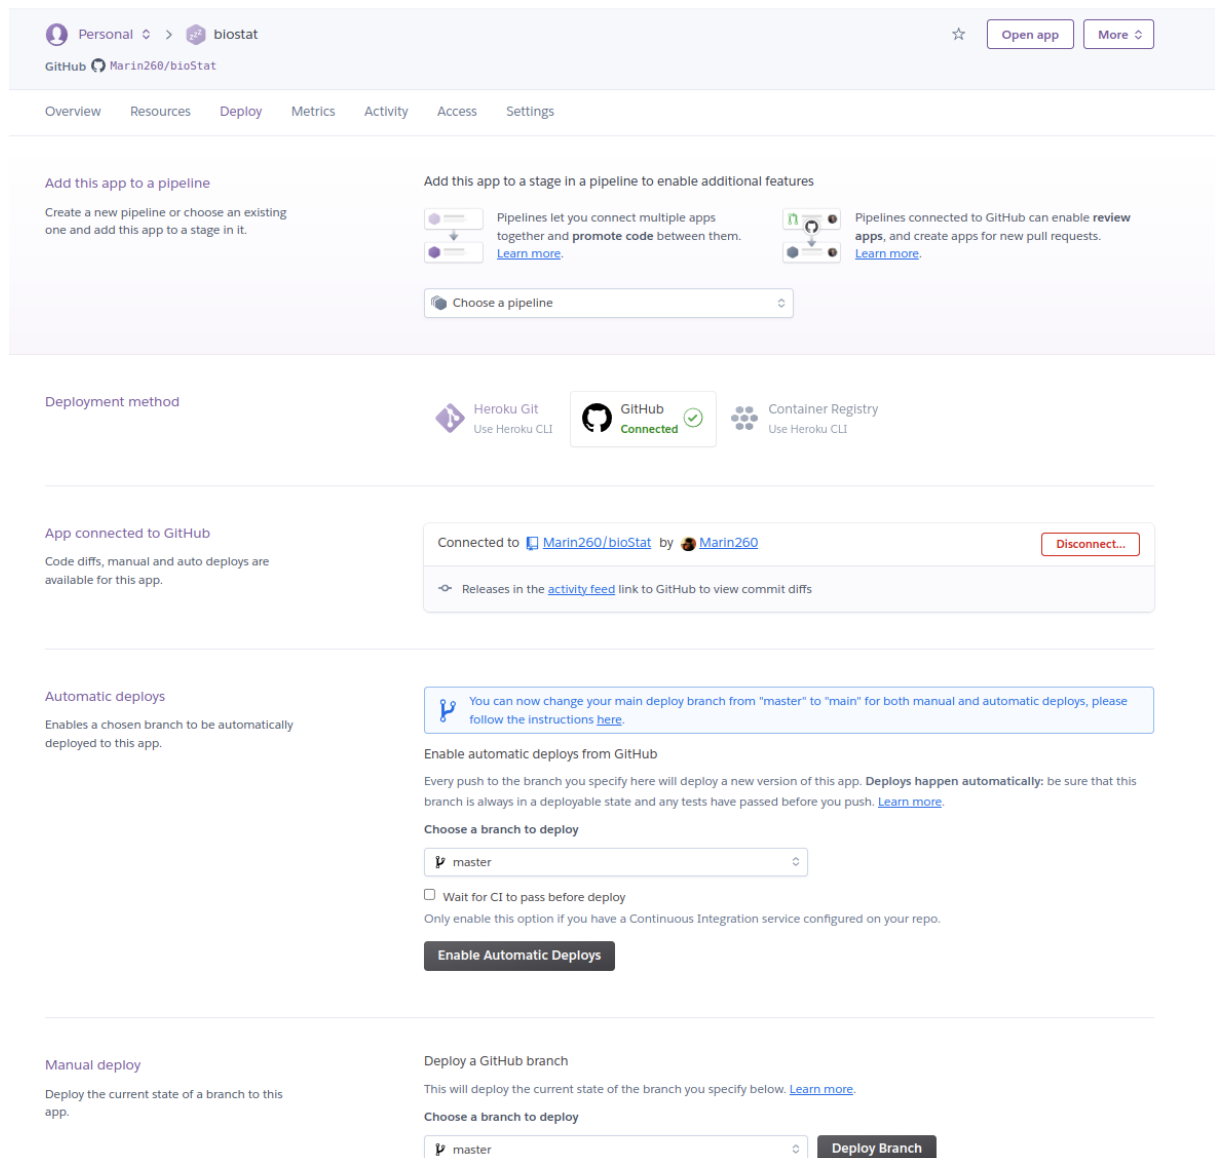 Personal > biostat
Open app
More
GitHub Marin260/bioStat
Overview Resources Deploy Metrics Activity Access Settings
Add this app to a pipeline
Create a new pipeline or choose an existing
one and add this app to a stage in it.
Add this app to a stage in a pipeline to enable additional features
Pipelines let you connect multiple apps
together and promote code between them.
Learn more.
Pipelines connected to GitHub can enable review
apps, and create apps for new pull requests.
Learn more.
Choose a pipeline
Deployment method
Heroku Git
Use Heroku CLI
GitHub
Connected
Container Registry
Use Heroku CLI
App connected to GitHub
Code diffs, manual and auto deploys are
available for this app.
Connected to Marin260/bioStat by Marin260
Disconnect...
Releases in the activity feed link to GitHub to view commit diffs
Automatic deploys
Enables a chosen branch to be automatically
deployed to this app.
You can now change your main deploy branch from "master" to "main" for both manual and automatic deploys, please
follow the instructions here.
Enable automatic deploys from GitHub
Every push to the branch you specify here will deploy a new version of this app. Deploys happen automatically: be sure that this
branch is always in a deployable state and any tests have passed before you push. Learn more.
Choose a branch to deploy
master
Wait for CI to pass before deploy
Only enable this option if you have a Continuous Integration service configured on your repo.
Enable Automatic Deploys
Manual deploy
Deploy the current state of a branch to this
app.
Deploy a GitHub branch
This will deploy the current state of the branch you specify below. Learn more.
Choose a branch to deploy
master
Deploy Branch